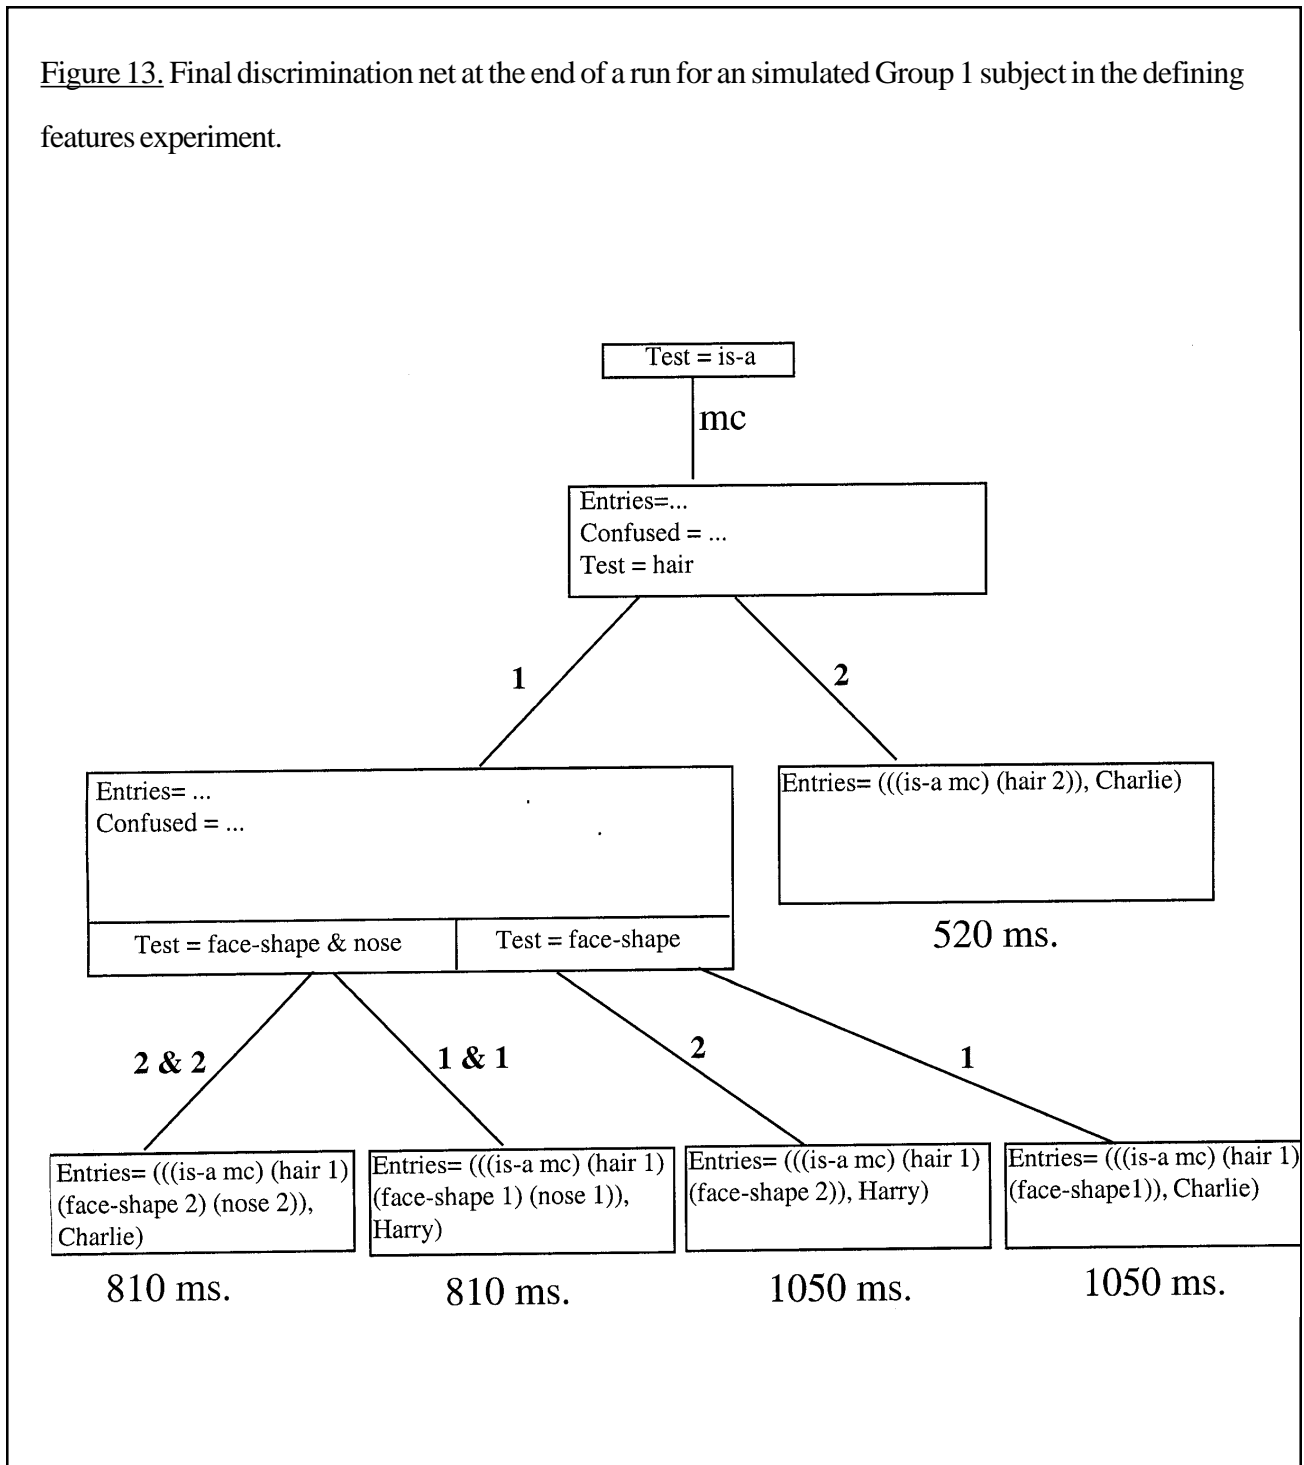 Figure 13. Final discrimination net at the end of a run for an simulated Group 1 subject in the defining
features experiment.
Test = is-a
mc
Entries=...
Confused = ...
Test = hair
1
2
Entries= ...
Confused = ...
Test = face-shape & nose
Test = face-shape
Entries= (((is-a mc) (hair 2)), Charlie)
520 ms.
2 & 2
1 & 1
2
1
Entries= (((is-a mc) (hair 1)
(face-shape 2) (nose 2)),
Charlie)
810 ms.
Entries= (((is-a mc) (hair 1)
(face-shape 1) (nose 1)),
Harry)
810 ms.
Entries= (((is-a mc) (hair 1)
(face-shape 2)), Harry)
1050 ms.
Entries= (((is-a mc) (hair 1)
(face-shape1)), Charlie)
1050 ms.